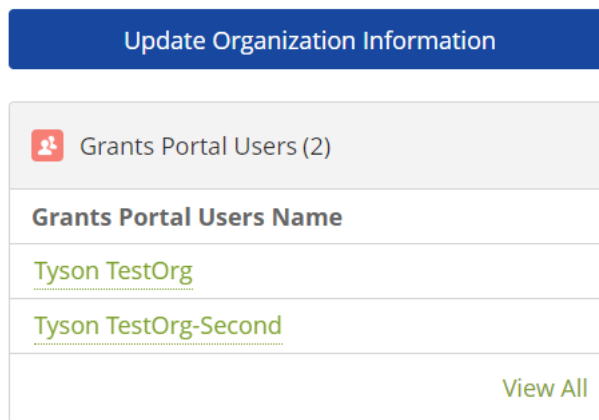 Update Organization Information
Grants Portal Users (2)
Grants Portal Users Name
Tyson TestOrg
Tyson TestOrg-Second
View All